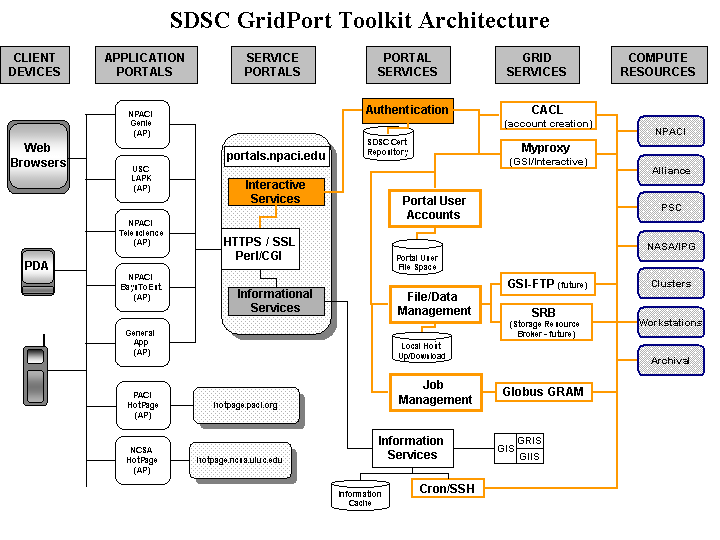 SDSC GridPort Toolkit Architecture
CLIENT
DEVICES
APPLICATION
PORTALS
SERVICE
PORTALS
PORTAL
SERVICES
GRID
SERVICES
COMPUTE
RESOURCES
Web
Browsers
PDA
NPACI
Genie
(AP)
USC
LAPK
(AP)
NPACI
Telescience
(AP)
NPACI
(AP)
General
App
(AP)
PACI
HotPage
(AP)
NCSA
HotPage
(AP)
portals.npaci.edu
Interactive
Services
HTTPS / SSL
Perl/CGI
Informational
Services
hotpage.paci.org
hotpage.ncsa.uiuc.edu
Authentication
SDSC Cert
Repository
Portal User
Accounts
Portal User
File Space
File/Data
Management
Local Host
Up/Download
Job
Management
Information
Services
Information
Cache
Cron/SSH
CACL
(account creation)
Myproxy
(GSI/Interactive)
GSI-FTP (future)
SRB
(Storage Resource
Broker - future)
Globus GRAM
GIS
GRIS
GIIS
NPACI
Alliance
PSC
NASA/IPG
Clusters
Workstations
Archival